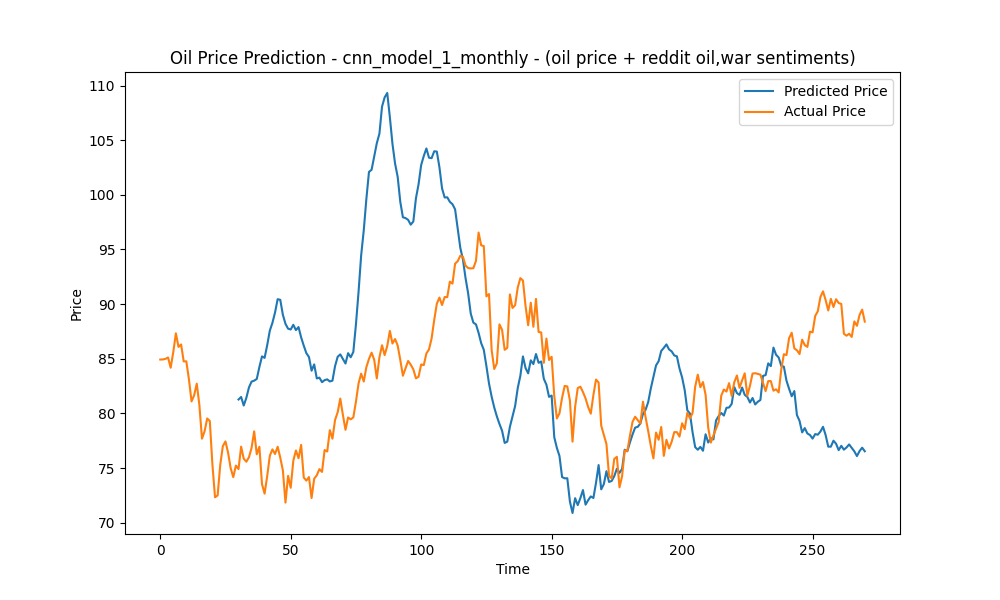 Oil Price Prediction - cnn_model_1_monthly - (oil price + reddit oil,war sentiments)
Predicted Price
Actual Price
110
105
100
95
90
85
80
75
70
Price
0 50 100 150 200 250
Time